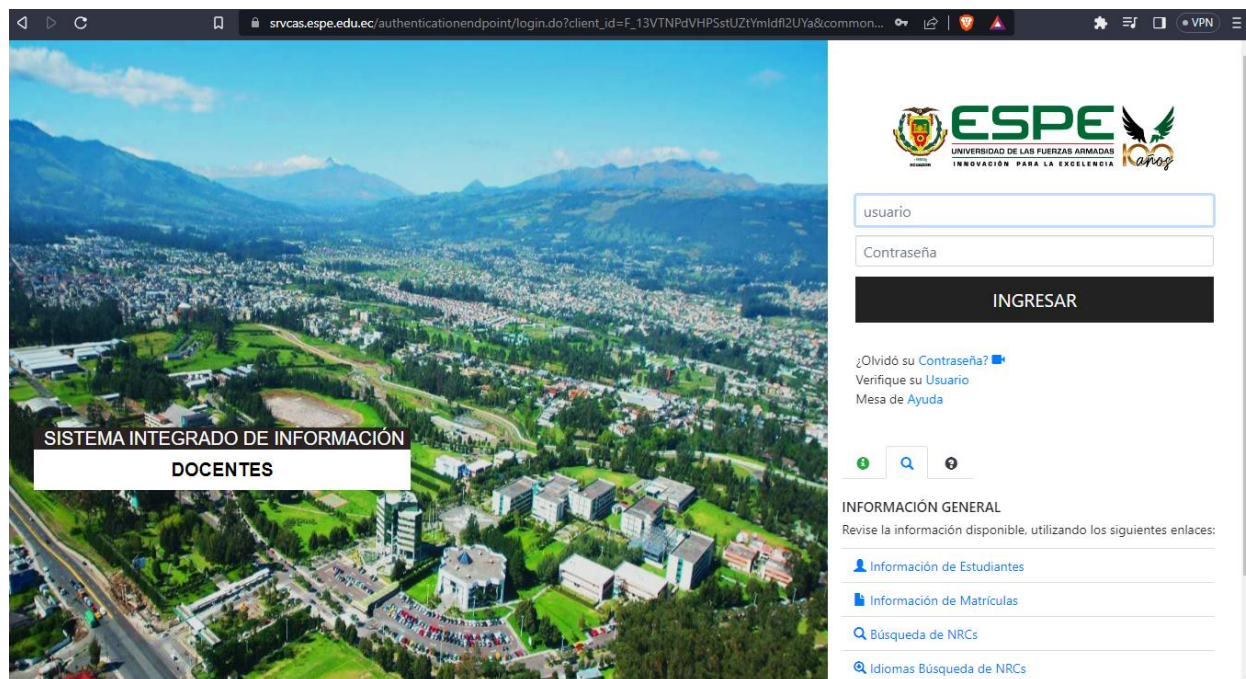 srvcas.espe.edu.ec/authenticationendpoint/login.do?client_id=F_13VTNPdVHPSstUZtYmIdfl2UYa&common...
VPN
ESPE
UNIVERSIDAD DE LAS FUERZAS ARMADAS
INNOVACIÓN PARA LA EXCELENCIA
100 años
ECUADOR
usuario
Contraseña
INGRESAR
¿Olvidó su Contraseña?
Verifique su Usuario
Mesa de Ayuda
SISTEMA INTEGRADO DE INFORMACIÓN
DOCENTES
INFORMACIÓN GENERAL
Revise la información disponible, utilizando los siguientes enlaces:
Información de Estudiantes
Información de Matrículas
Búsqueda de NRCs
Idiomas Búsqueda de NRCs